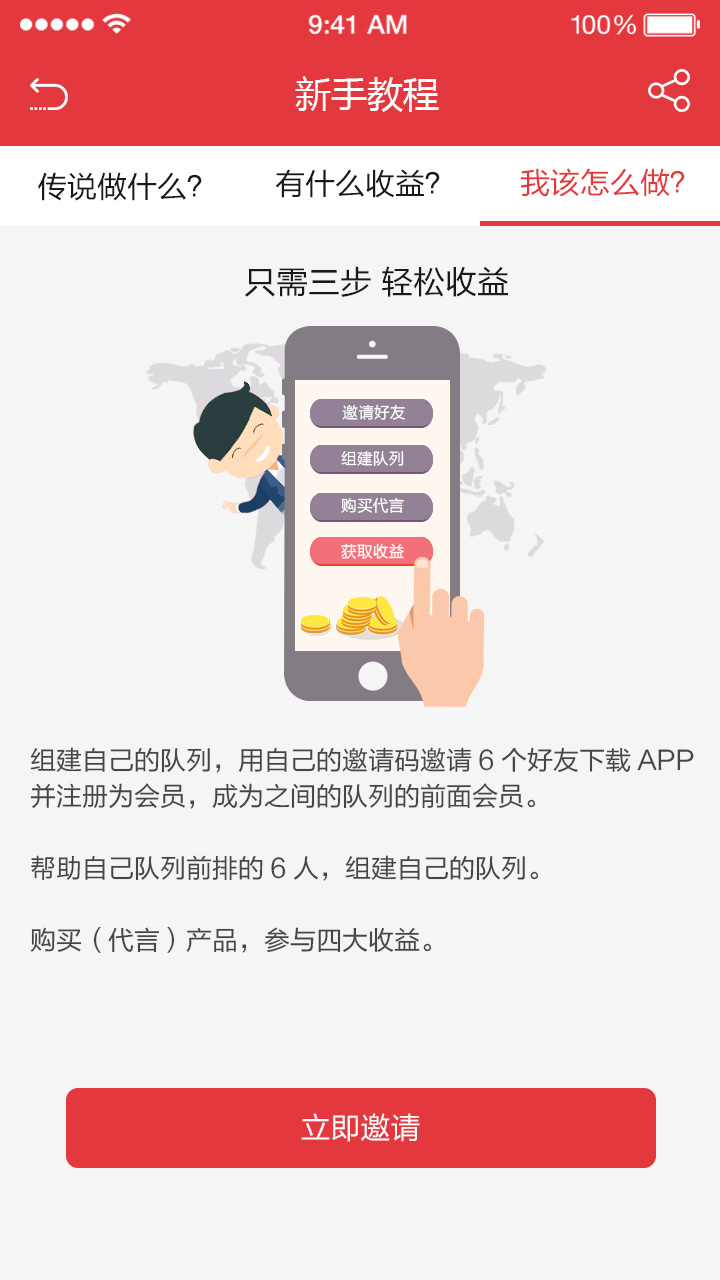 9:41 AM 100%
新手教程
传说做什么? 有什么收益? 我该怎么做?
只需三步 轻松收益
邀请好友
组建队列
购买代言
获取收益
组建自己的队列，用自己的邀请码邀请 6 个好友下载 APP
并注册为会员，成为之间的队列的前面会员。
帮助自己队列前排的 6 人，组建自己的队列。
购买（代言）产品，参与四大收益。
立即邀请